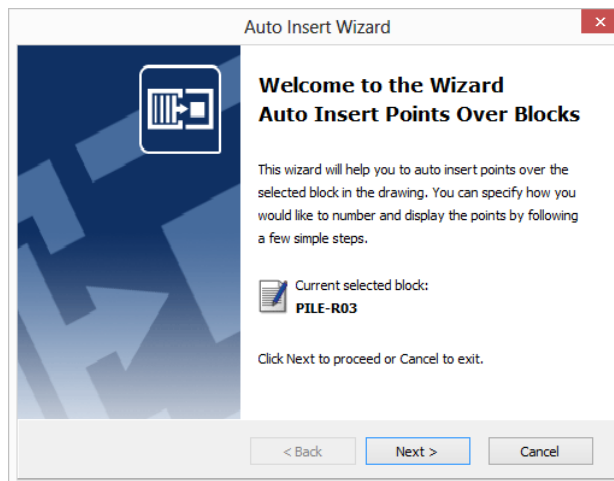 Auto Insert Wizard
Welcome to the Wizard
Auto Insert Points Over Blocks
This wizard will help you to auto insert points over the
selected block in the drawing. You can specify how you
would like to number and display the points by following
a few simple steps.
Current selected block:
PILE-R03
Click Next to proceed or Cancel to exit.
< Back Next > Cancel